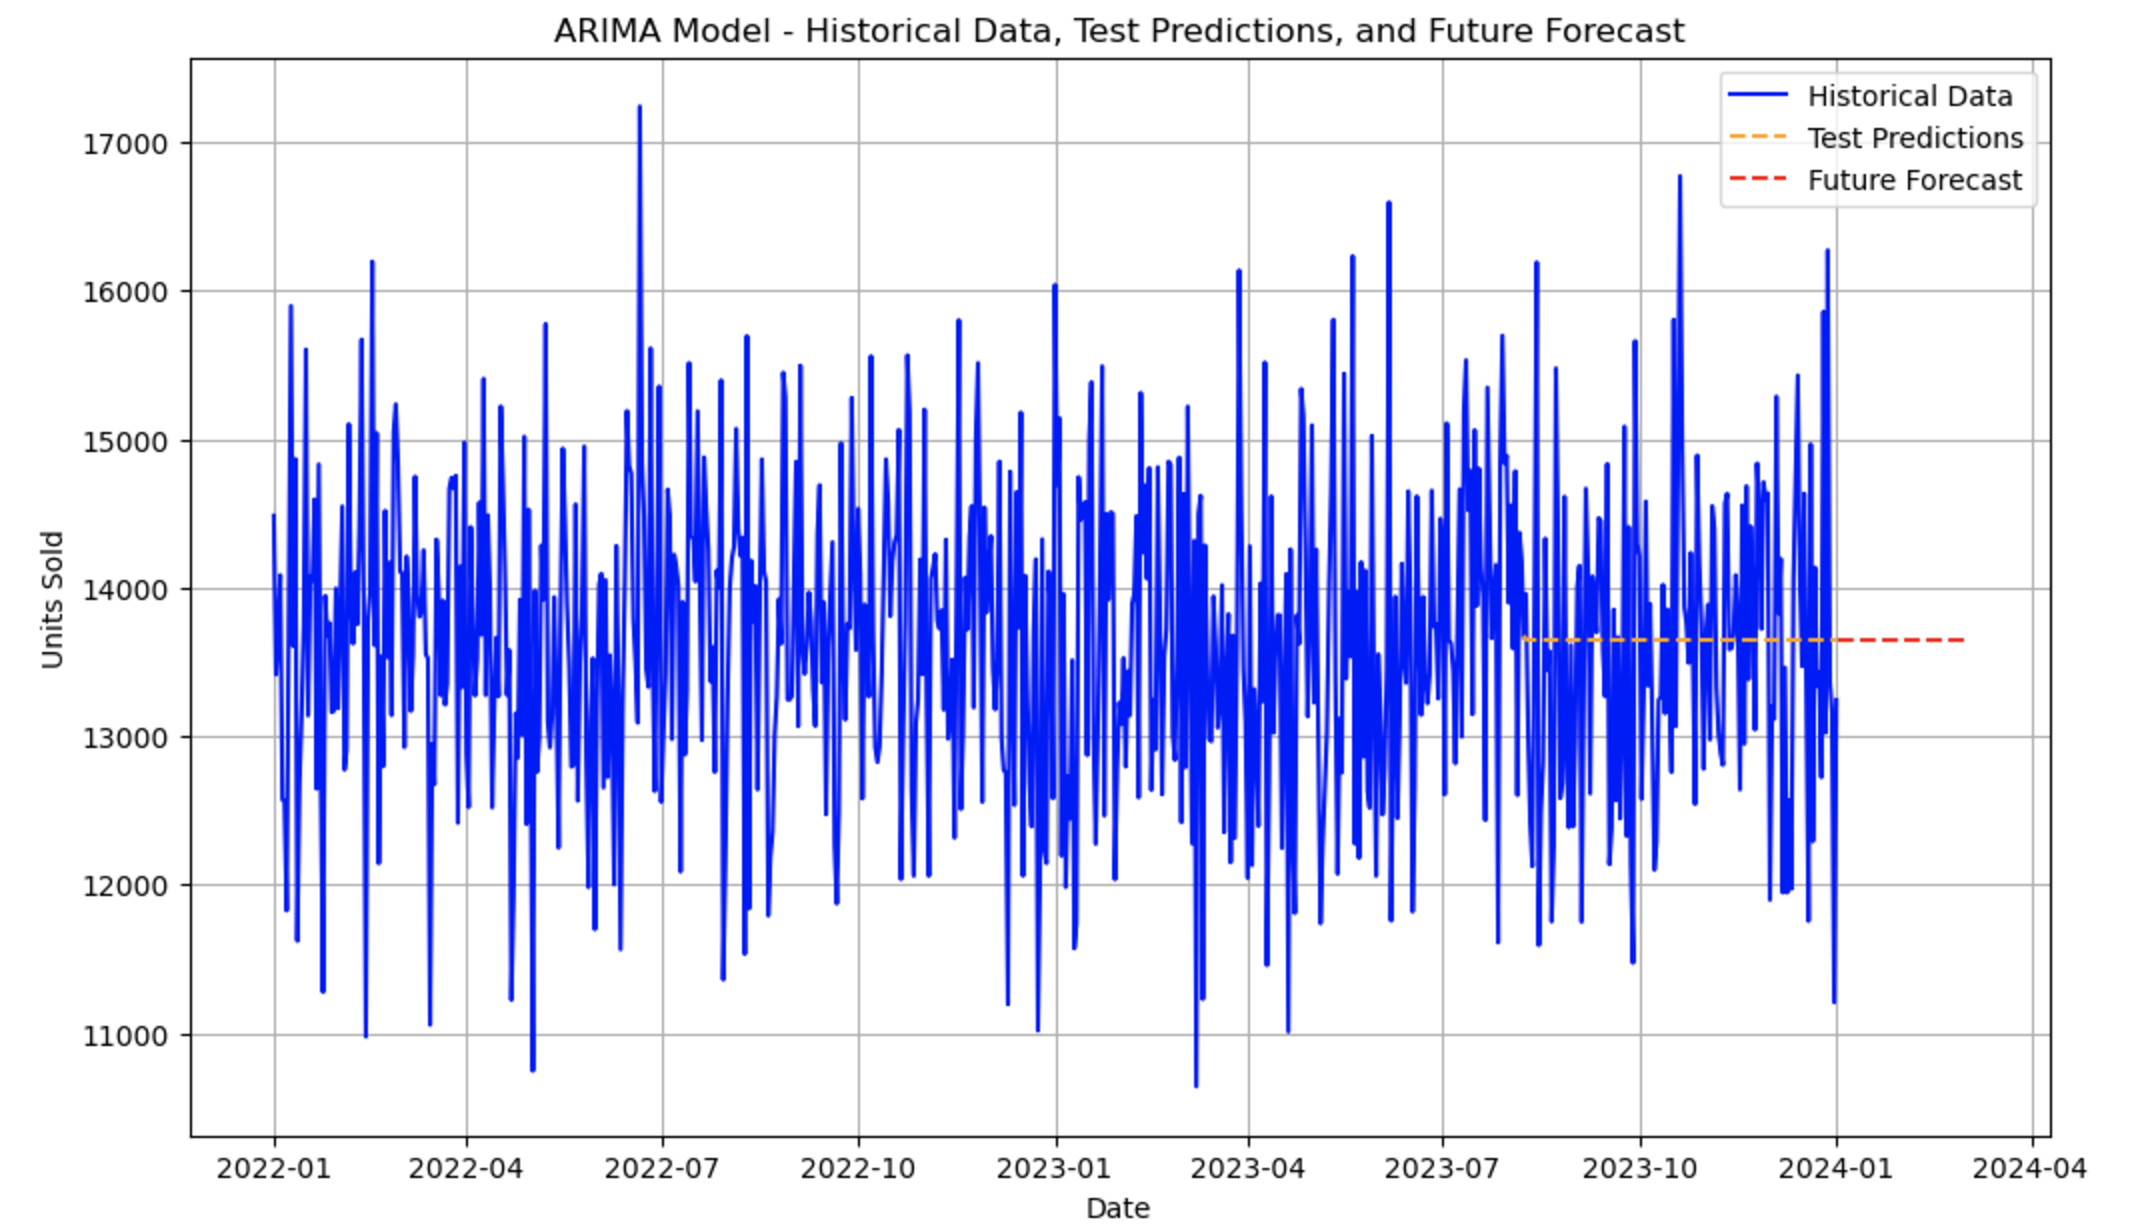 ARIMA Model - Historical Data, Test Predictions, and Future Forecast
Historical Data
Test Predictions
Future Forecast
17000
16000
15000
14000
13000
12000
11000
Units Sold
2022-01 2022-04 2022-07 2022-10 2023-01 2023-04 2023-07 2023-10 2024-01 2024-04
Date